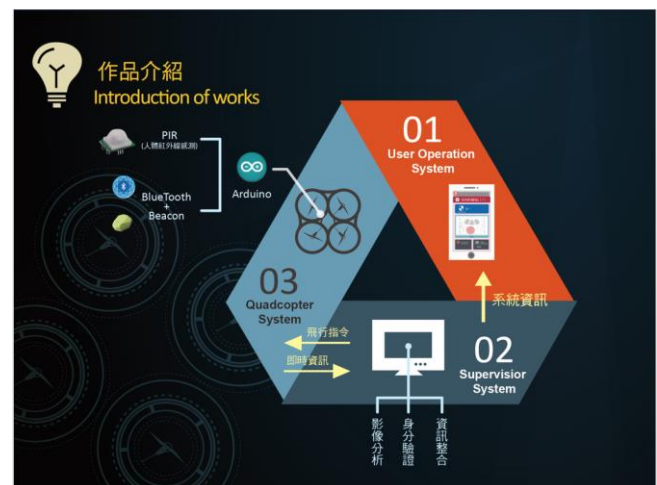 作品介紹
Introduction of works
PIR
(人體紅外線感測)
BlueTooth
+
Beacon
Arduino
01
User Operation
System
系統資訊
03
Quadcopter
System
飛行指令
即時資訊
02
Supervisior
System
影像分析
身分驗證
資訊整合